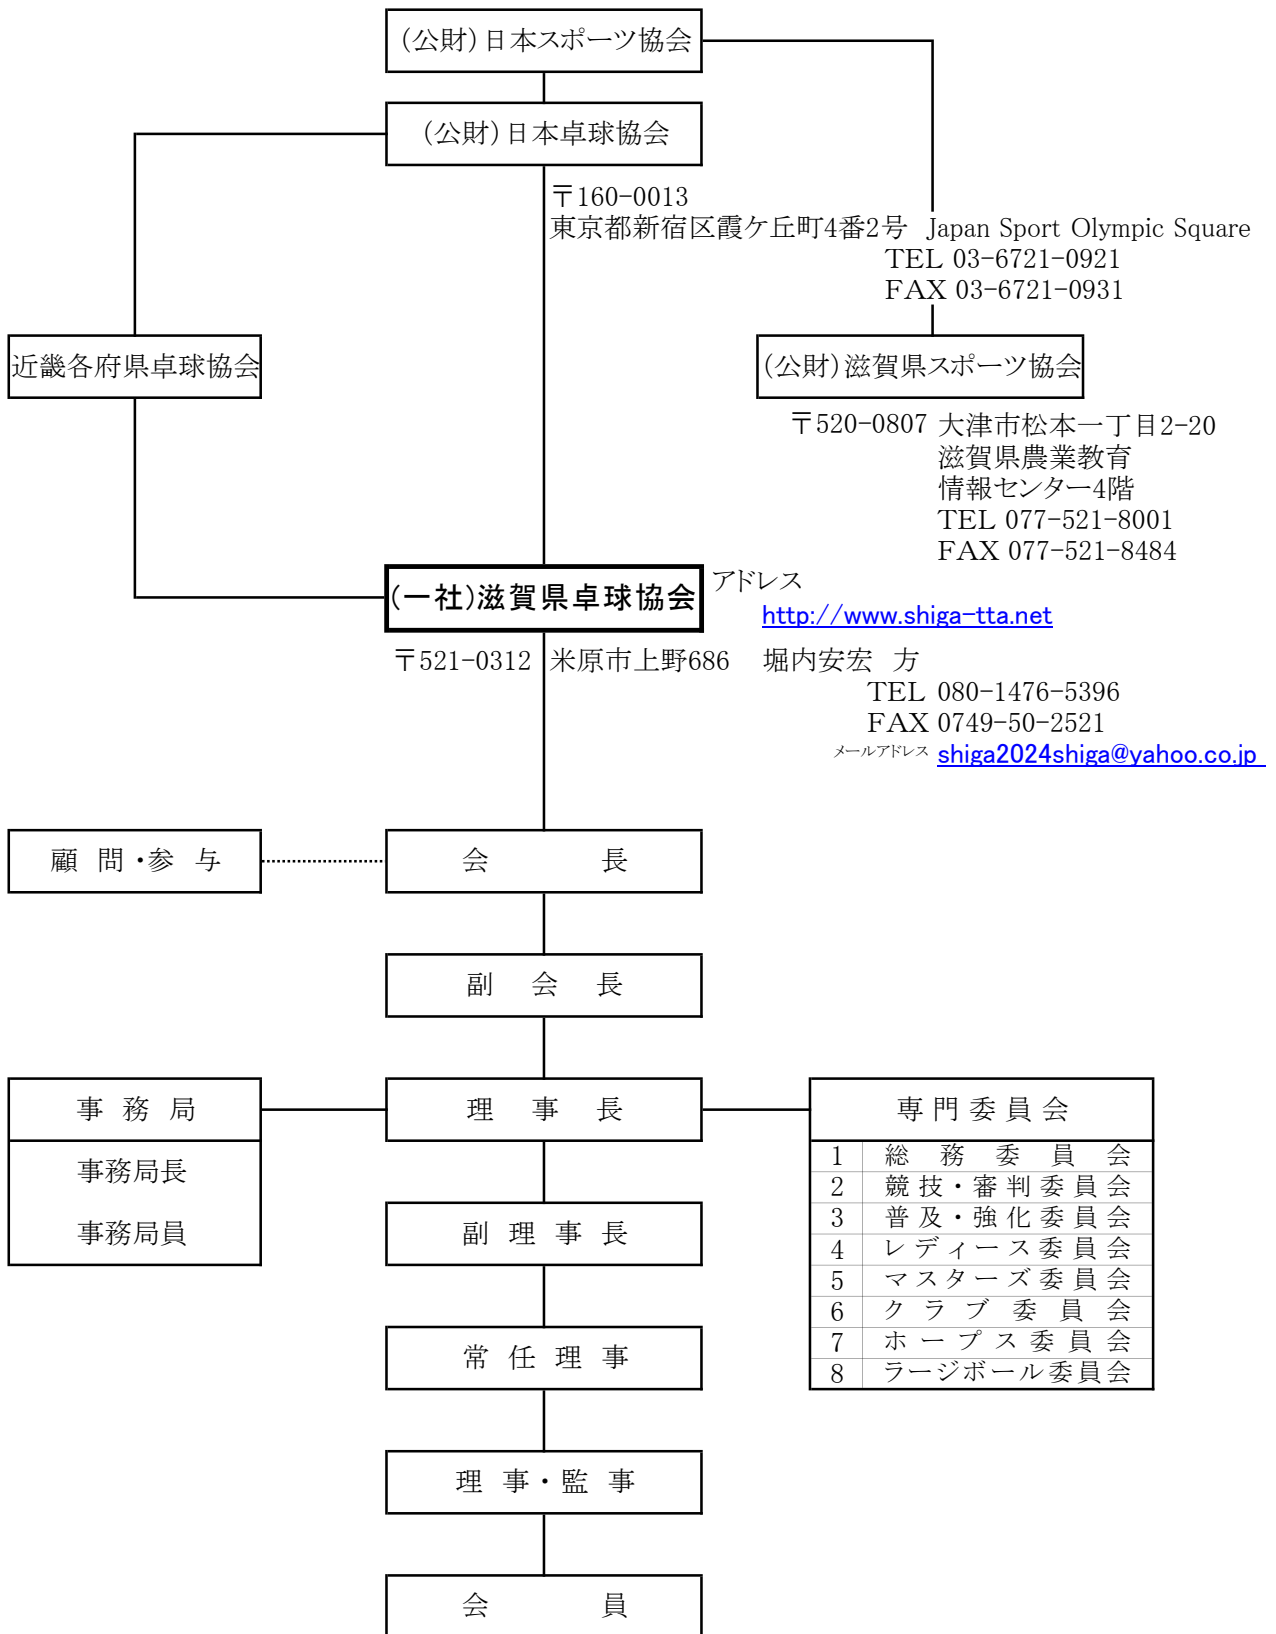 (公財)日本スポーツ協会
(公財)日本卓球協会
〒160-0013
東京都新宿区霞ケ丘町4番2号 Japan Sport Olympic Square
TEL 03-6721-0921
FAX 03-6721-0931
近畿各府県卓球協会
(公財)滋賀県スポーツ協会
〒520-0807 大津市松本一丁目2-20
滋賀県農業教育
情報センター4階
TEL 077-521-8001
FAX 077-521-8484
(一社)滋賀県卓球協会
アドレス
http://www.shiga-tta.net
〒521-0312 米原市上野686 堀内安宏 方
TEL 080-1476-5396
FAX 0749-50-2521
メールアドレス shiga2024shiga@yahoo.co.jp
顧問・参与
会長
副会長
事務局
事務局長
事務局員
理事長
専門委員会
1 総務委員会
2 競技・審判委員会
3 普及・強化委員会
4 レディース委員会
5 マスターズ委員会
6 クラブ委員会
7 ホープス委員会
8 ラージボール委員会
副理事長
常任理事
理事・監事
会員